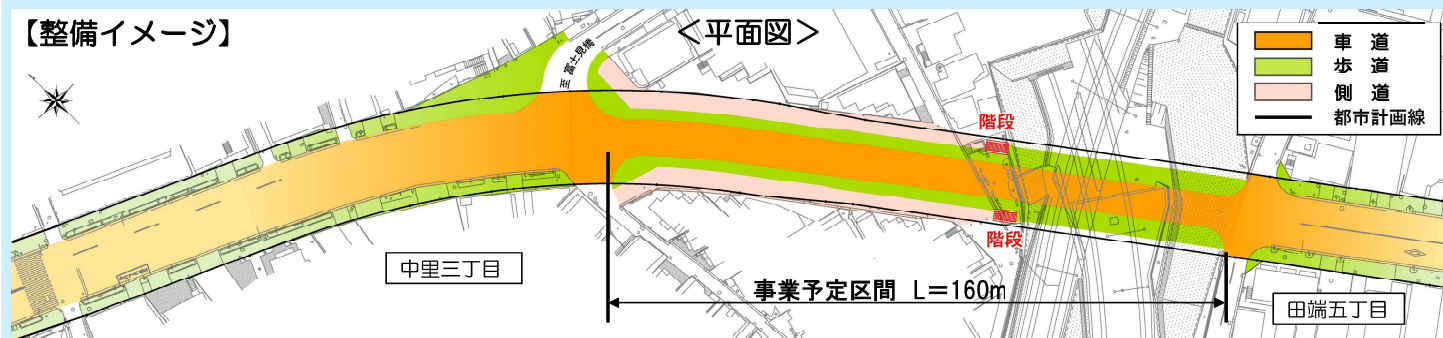 【整備イメージ】
＜平面図＞
至 富士見橋
車道
歩道
側道
都市計画線
階段
階段
中里三丁目
事業予定区間 L＝160m
田端五丁目